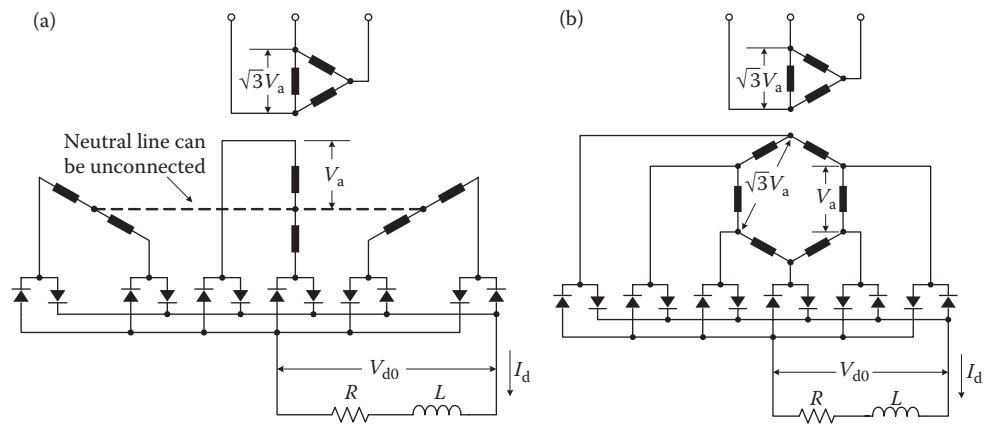 (a)
√3Va
Neutral line can
be unconnected
Va
Vd0
Id
R
L
(b)
√3Va
√3Va
Va
Vd0
Id
R
L